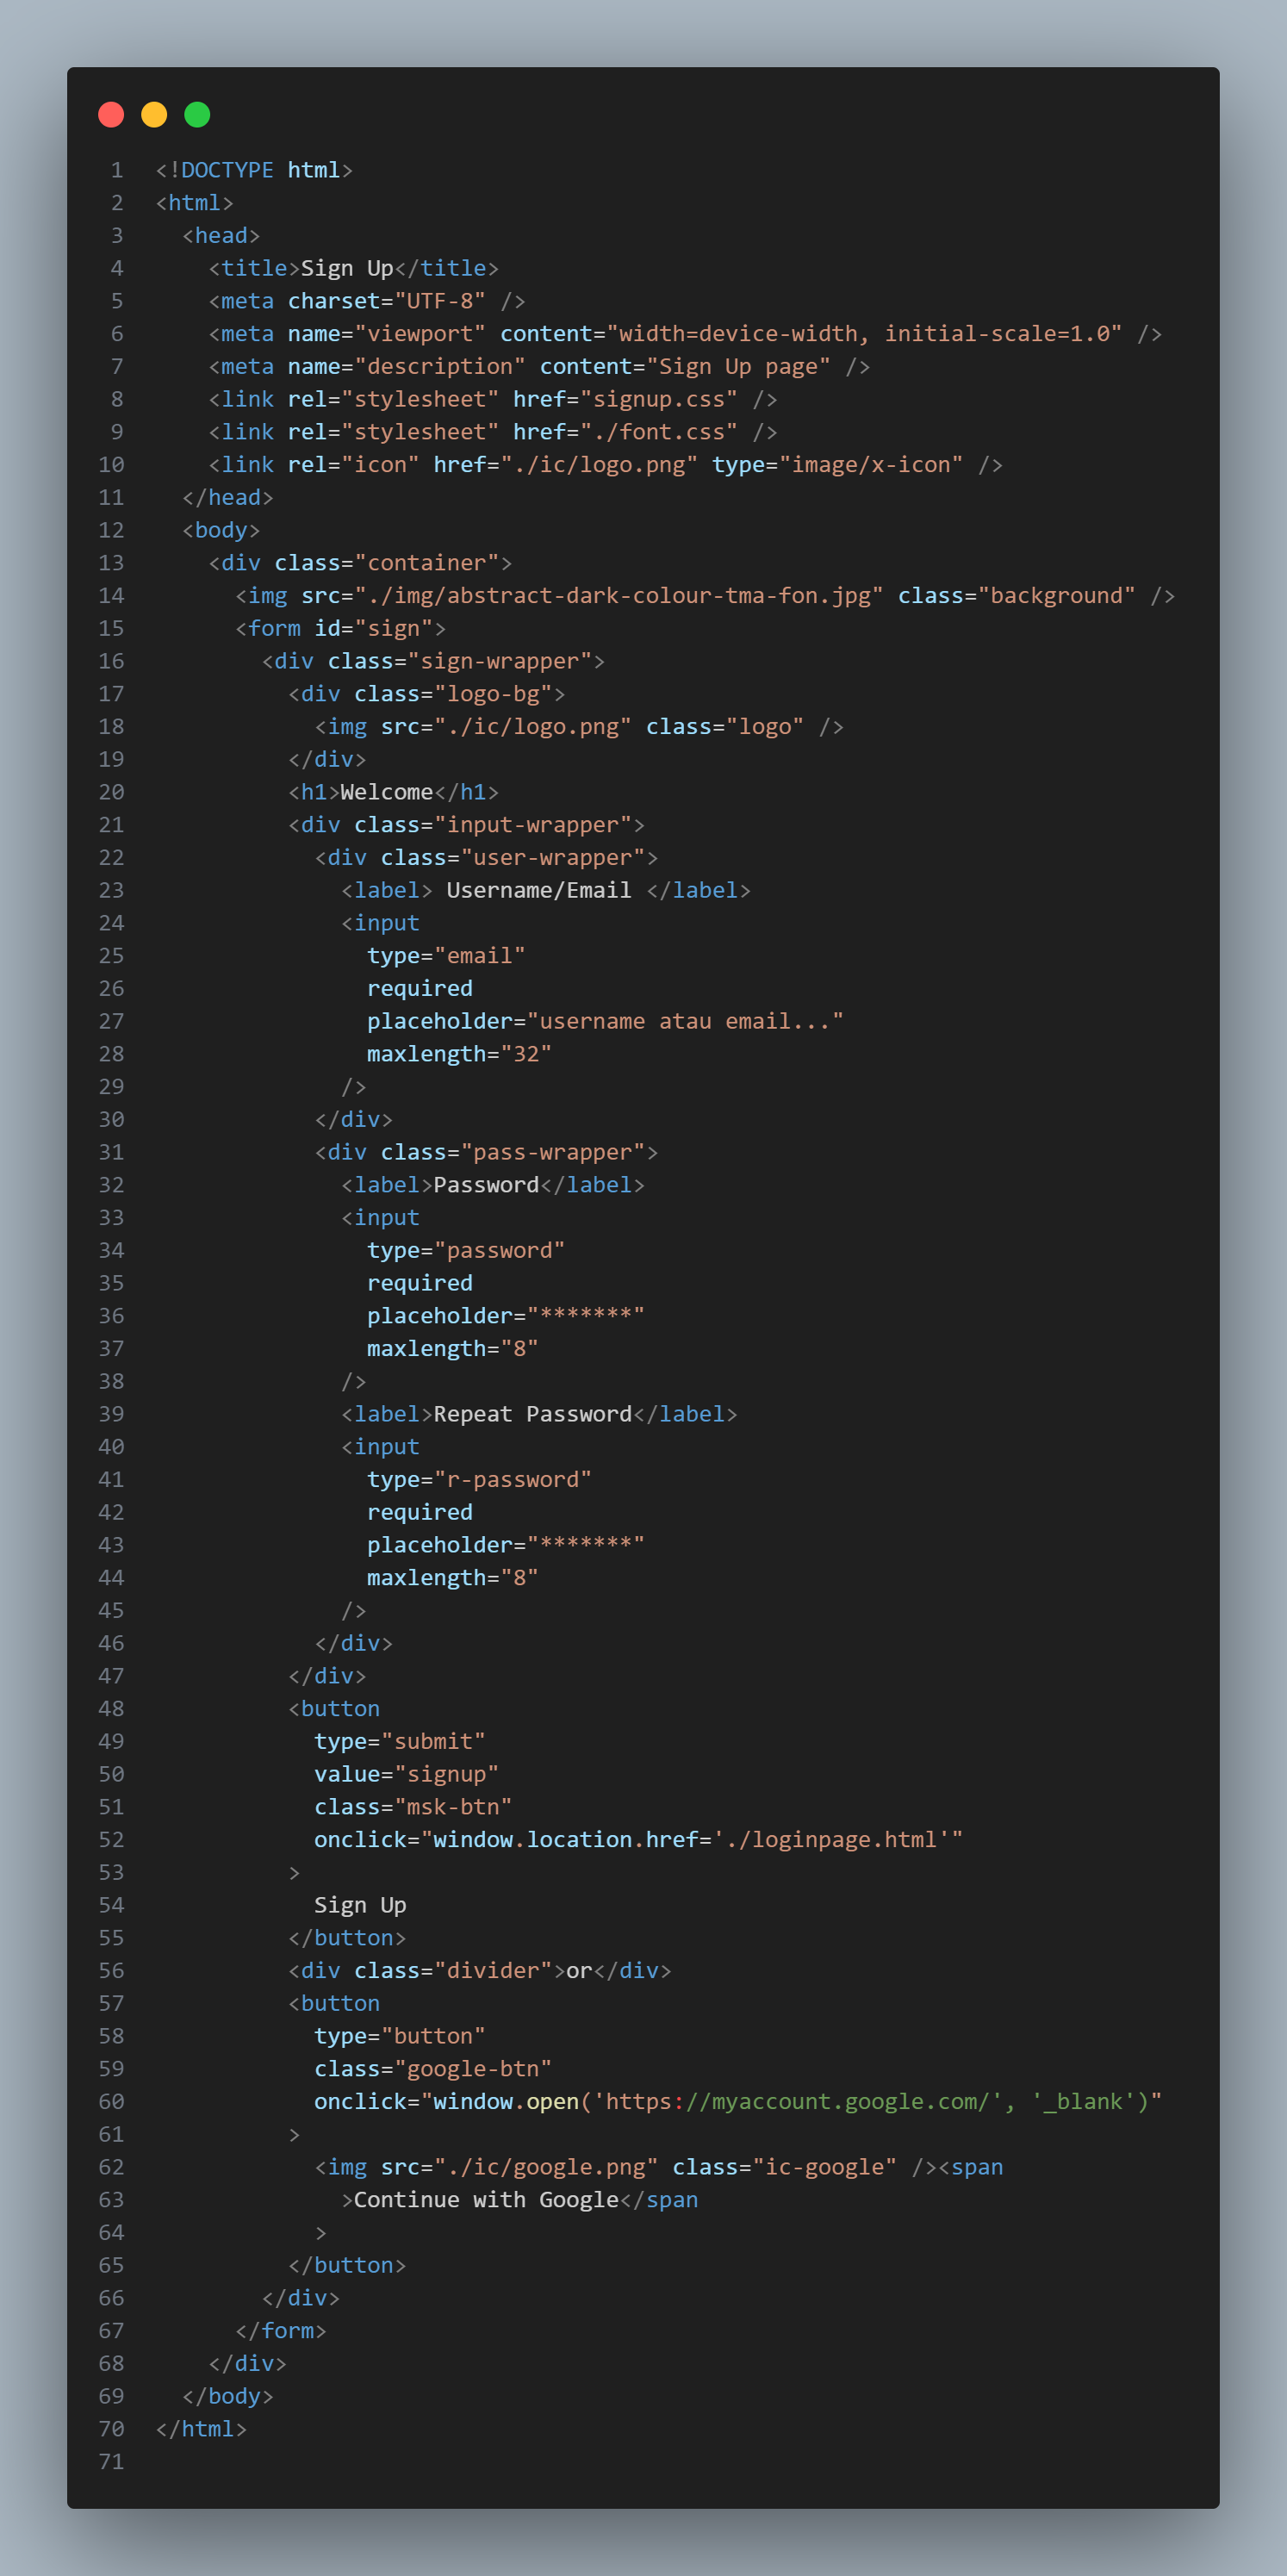 1 <!DOCTYPE html>
2 <html>
3   <head>
4     <title>Sign Up</title>
5     <meta charset="UTF-8" />
6     <meta name="viewport" content="width=device-width, initial-scale=1.0" />
7     <meta name="description" content="Sign Up page" />
8     <link rel="stylesheet" href="signup.css" />
9     <link rel="stylesheet" href="./font.css" />
10     <link rel="icon" href="./ic/logo.png" type="image/x-icon" />
11   </head>
12   <body>
13     <div class="container">
14       <img src="./img/abstract-dark-colour-tma-fon.jpg" class="background" />
15       <form id="sign">
16         <div class="sign-wrapper">
17           <div class="logo-bg">
18             <img src="./ic/logo.png" class="logo" />
19           </div>
20           <h1>Welcome</h1>
21           <div class="input-wrapper">
22             <div class="user-wrapper">
23               <label> Username/Email </label>
24               <input
25                 type="email"
26                 required
27                 placeholder="username atau email..."
28                 maxlength="32"
29               />
30             </div>
31             <div class="pass-wrapper">
32               <label>Password</label>
33               <input
34                 type="password"
35                 required
36                 placeholder="*******"
37                 maxlength="8"
38               />
39               <label>Repeat Password</label>
40               <input
41                 type="r-password"
42                 required
43                 placeholder="*******"
44                 maxlength="8"
45               />
46             </div>
47           </div>
48           <button
49             type="submit"
50             value="signup"
51             class="msk-btn"
52             onclick="window.location.href='./loginpage.html'"
53           >
54             Sign Up
55           </button>
56           <div class="divider">or</div>
57           <button
58             type="button"
59             class="google-btn"
60             onclick="window.open('https://myaccount.google.com/', '_blank')"
61           >
62             <img src="./ic/google.png" class="ic-google" /><span
63               >Continue with Google</span
64             >
65           </button>
66         </div>
67       </form>
68     </div>
69   </body>
70 </html>
71